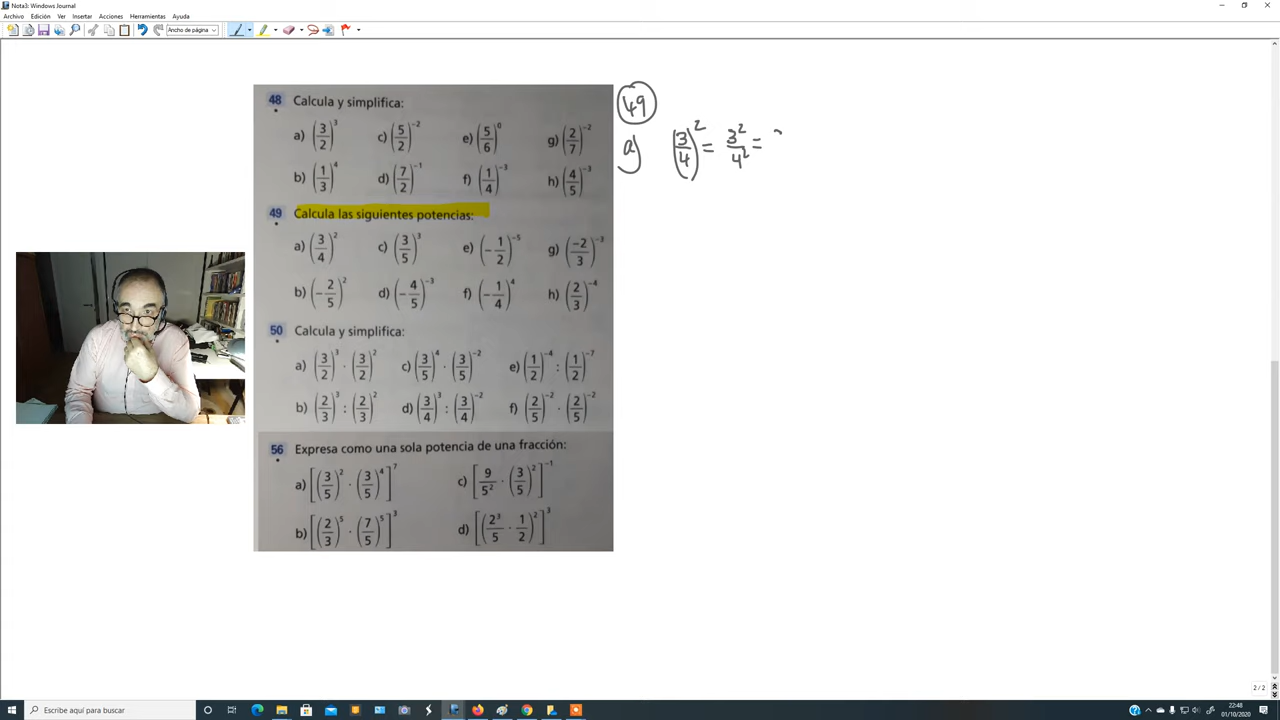 Nota3: Windows Journal
Archivo Edición Ver Insertar Acciones Herramientas Ayuda
Ancho de página
48 Calcula y simplifica:
a) (3/2)^3 c) (5/2)^-2 e) (5/6)^0 g) (2/7)^-2
b) (1/3)^4 d) (7/2)^-1 f) (1/4)^-3 h) (4/5)^-3
49 Calcula las siguientes potencias:
a) (3/4)^2 c) (3/5)^3 e) (-1/2)^-5 g) (-2/3)^-3
b) (-2/5)^2 d) (-4/5)^-3 f) (-1/4)^4 h) (2/3)^-4
50 Calcula y simplifica:
a) (3/2)^3 · (3/2)^2 c) (3/5)^4 · (3/5)^-2 e) (1/2)^-4 : (1/2)^-7
b) (2/3)^3 : (2/3)^2 d) (3/4)^3 : (3/4)^-2 f) (2/5)^-2 · (2/5)^-2
56 Expresa como una sola potencia de una fracción:
a) [(3/5)^2 · (3/5)^4]^7 c) [9/5^2 · (3/5)^2]^-1
b) [(2/3)^5 · (7/5)^5]^3 d) [(2^3/5 · 1/2)^2]^3
49
a) (3/4)^2 = 3^2/4^2 =
2 / 2
Escribe aquí para buscar
22:48
01/10/2020